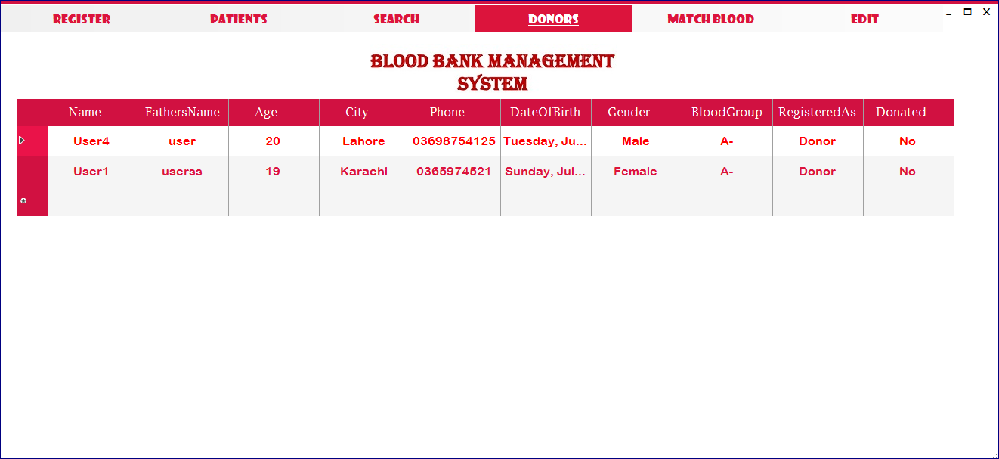 REGISTER PATIENTS SEARCH DONORS MATCH BLOOD EDIT
BLOOD BANK MANAGEMENT
SYSTEM
Name FathersName Age City Phone DateOfBirth Gender BloodGroup RegisteredAs Donated
User4 user 20 Lahore 03698754125 Tuesday, Ju... Male A- Donor No
User1 userss 19 Karachi 0365974521 Sunday, Jul... Female A- Donor No